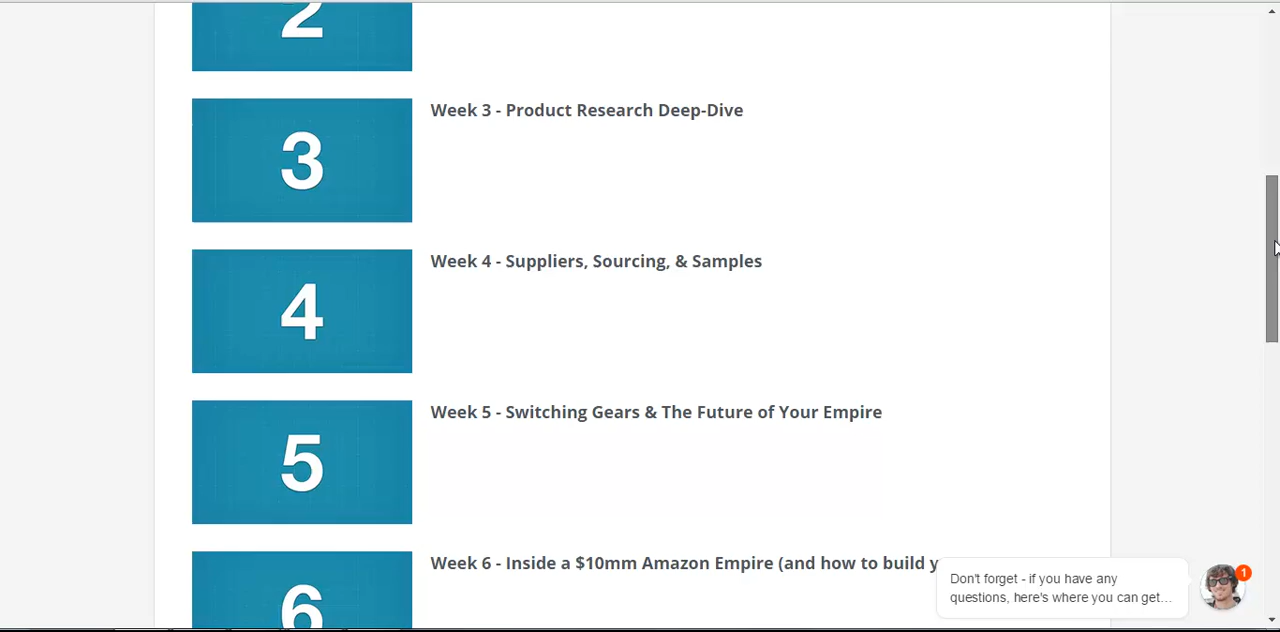 2
Week 3 - Product Research Deep-Dive
3
Week 4 - Suppliers, Sourcing, & Samples
4
Week 5 - Switching Gears & The Future of Your Empire
5
Week 6 - Inside a $10mm Amazon Empire (and how to build y
6
Don't forget - if you have any
questions, here's where you can get...
1